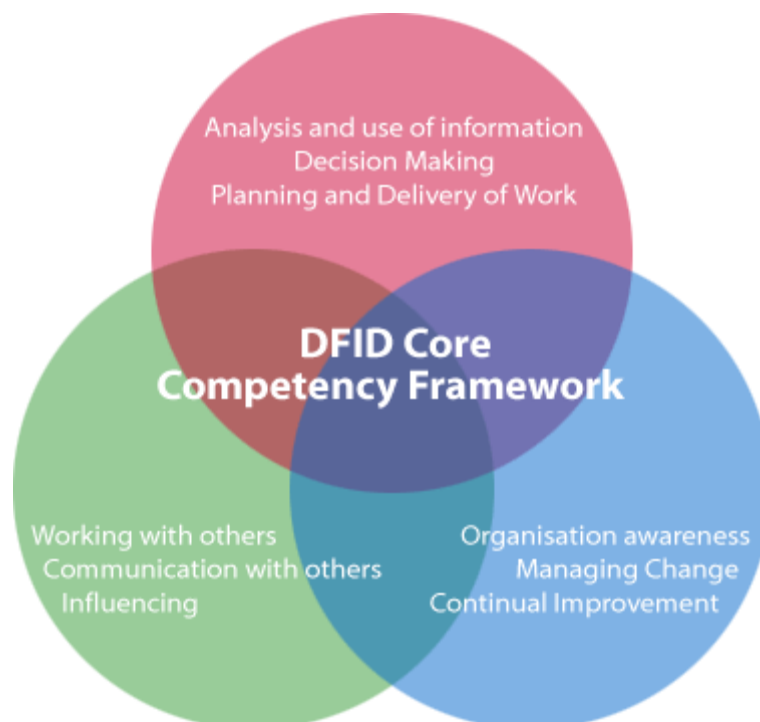 Analysis and use of information
Decision Making
Planning and Delivery of Work
DFID Core
Competency Framework
Working with others
Communication with others
Influencing
Organisation awareness
Managing Change
Continual Improvement